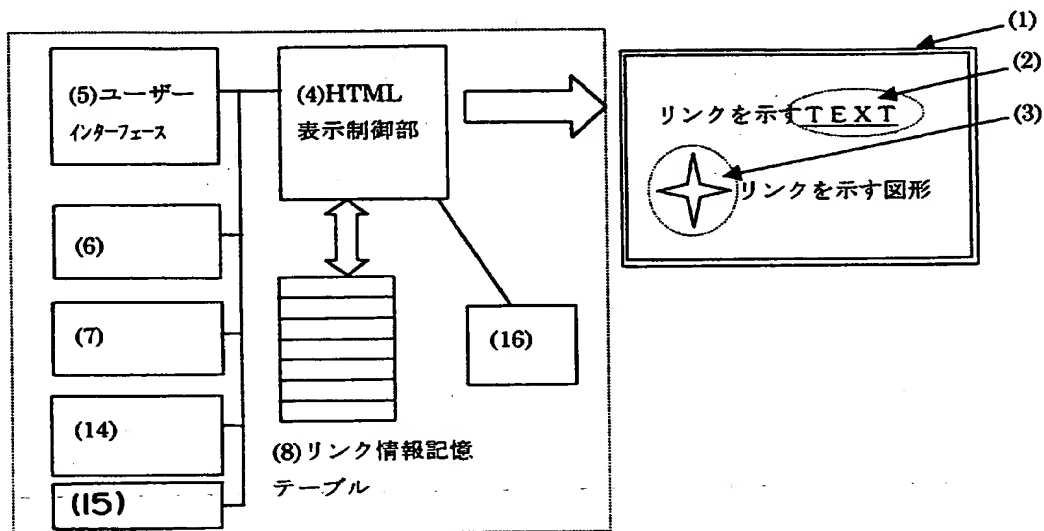 (1)
(2)
(3)
(5)ユーザー
インターフェース
(4)HTML
表示制御部
リンクを示すTEXT
リンクを示す図形
(6)
(7)
(16)
(14)
(8)リンク情報記憶
テーブル
(15)